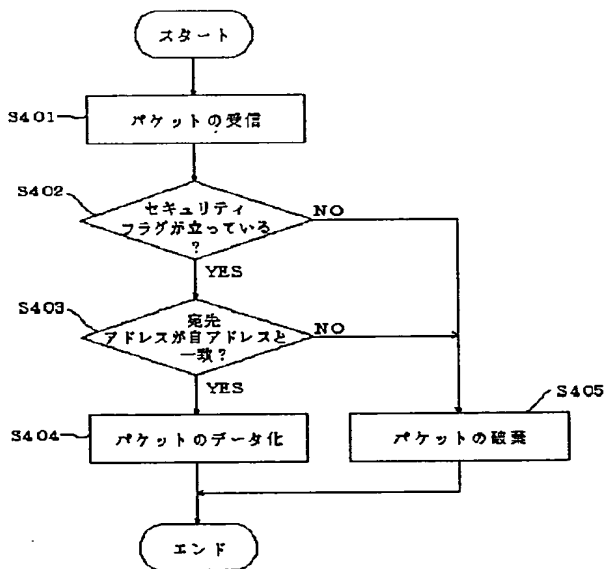 スタート
S401
パケットの受信
S402
セキュリティ
フラグが立っている
?
NO
YES
S403
宛先
アドレスが自アドレスと
一致?
NO
YES
S404
パケットのデータ化
S405
パケットの破棄
エンド